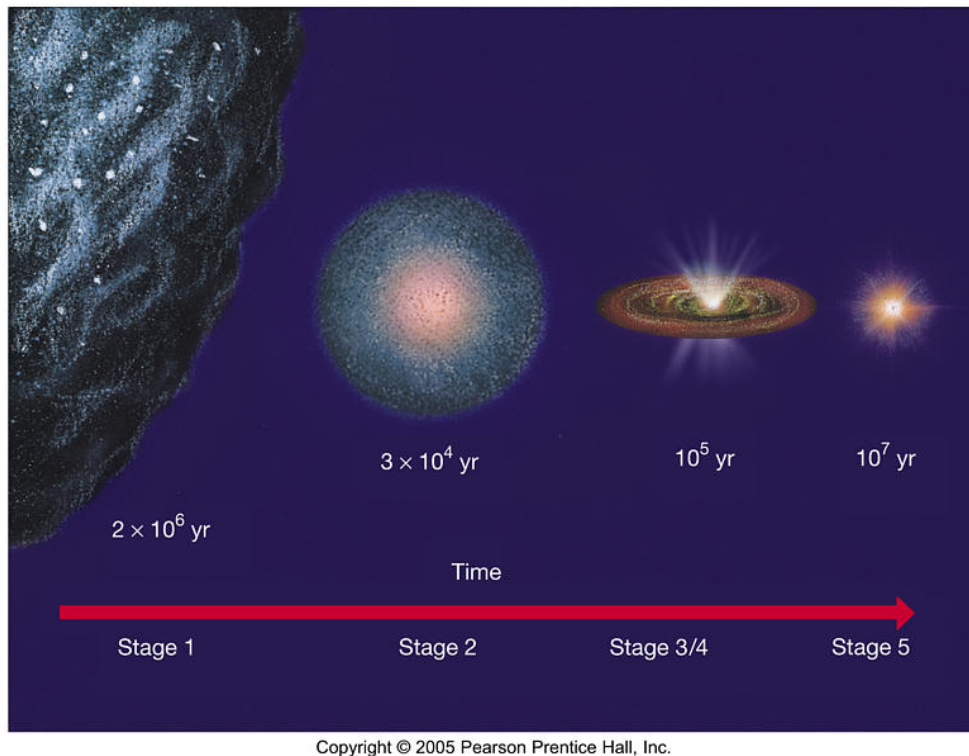 3 × 10⁴ yr
10⁵ yr
10⁷ yr
2 × 10⁶ yr
Time
Stage 1
Stage 2
Stage 3/4
Stage 5
Copyright © 2005 Pearson Prentice Hall, Inc.